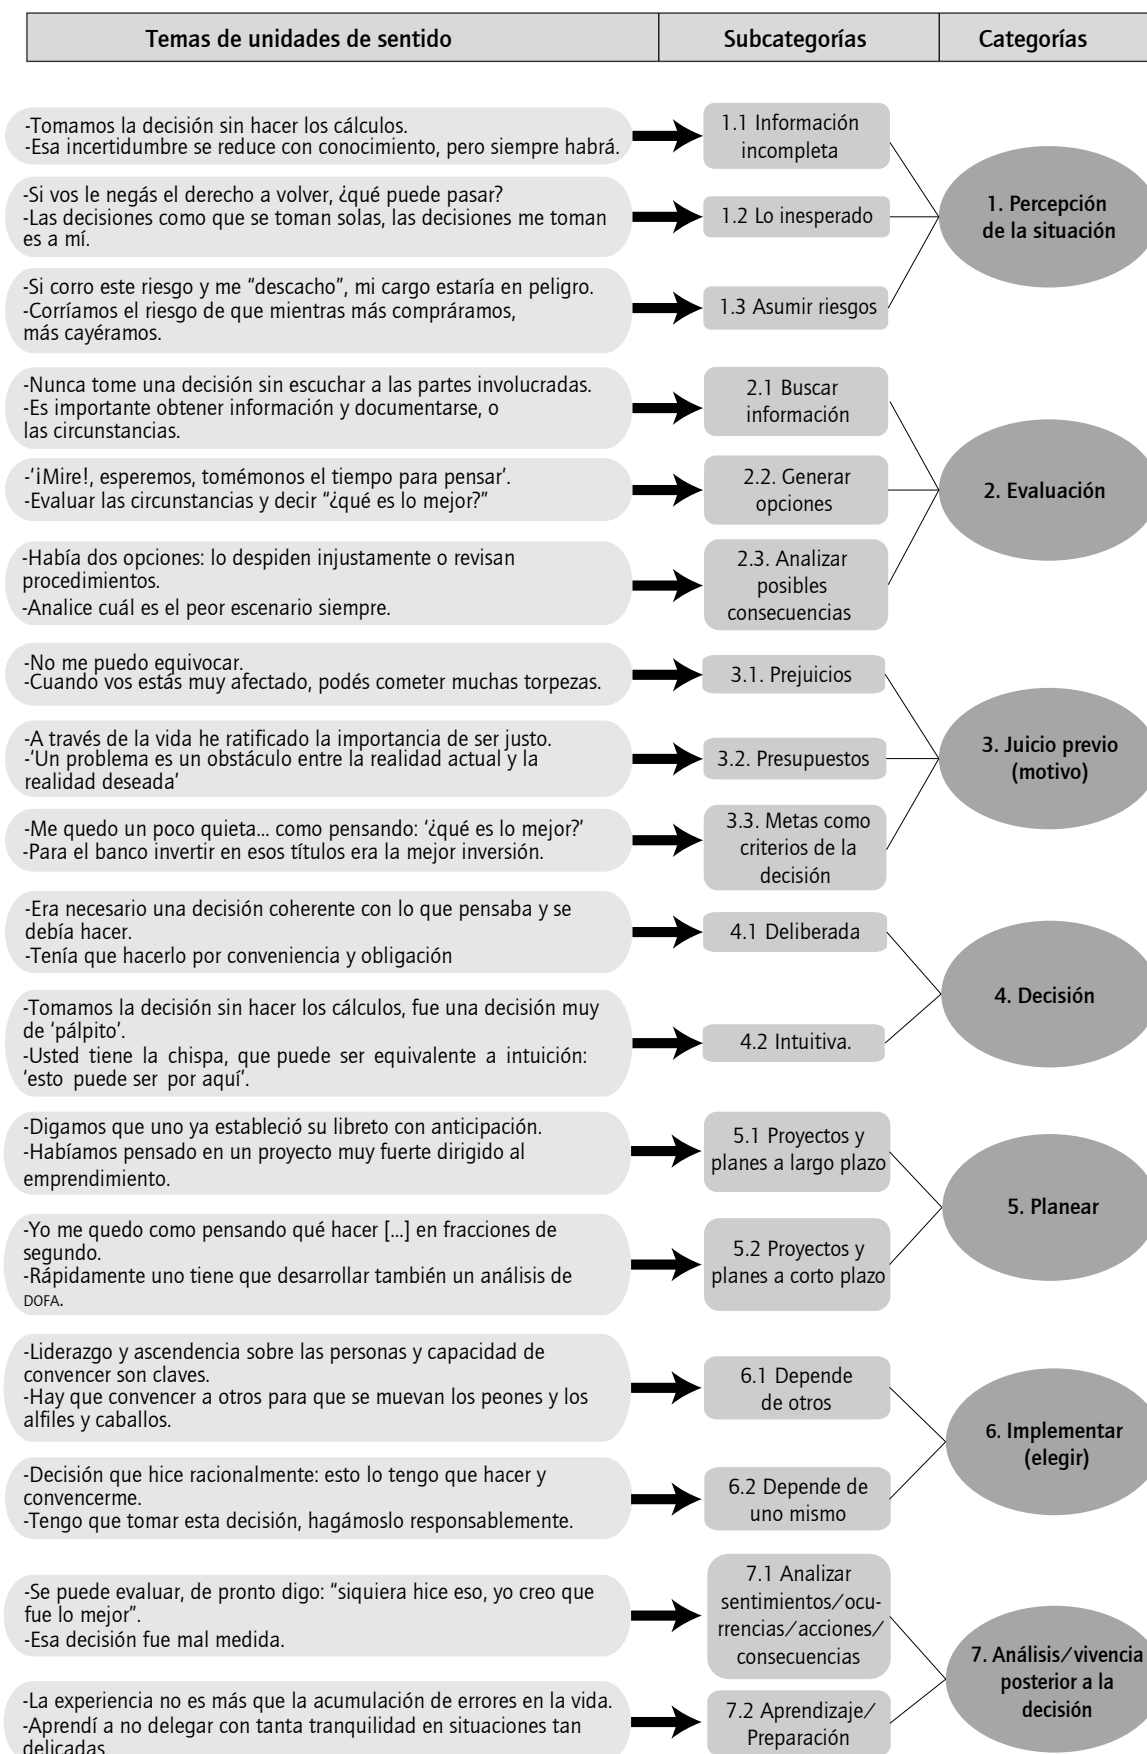 Temas de unidades de sentido
Subcategorías
Categorías
-Tomamos la decisión sin hacer los cálculos.
-Esa incertidumbre se reduce con conocimiento, pero siempre habrá.
1.1 Información
incompleta
-Si vos le negás el derecho a volver, ¿qué puede pasar?
-Las decisiones como que se toman solas, las decisiones me toman
es a mí.
1.2 Lo inesperado
-Si corro este riesgo y me “descacho”, mi cargo estaría en peligro.
-Corríamos el riesgo de que mientras más compráramos,
más cayéramos.
1.3 Asumir riesgos
1. Percepción
de la situación
-Nunca tome una decisión sin escuchar a las partes involucradas.
-Es importante obtener información y documentarse, o
las circunstancias.
2.1 Buscar
información
-‘¡Mire!, esperemos, tomémonos el tiempo para pensar’.
-Evaluar las circunstancias y decir “¿qué es lo mejor?”
2.2. Generar
opciones
-Había dos opciones: lo despiden injustamente o revisan
procedimientos.
-Analice cuál es el peor escenario siempre.
2.3. Analizar
posibles
consecuencias
2. Evaluación
-No me puedo equivocar.
-Cuando vos estás muy afectado, podés cometer muchas torpezas.
3.1. Prejuicios
-A través de la vida he ratificado la importancia de ser justo.
-‘Un problema es un obstáculo entre la realidad actual y la
realidad deseada’
3.2. Presupuestos
-Me quedo un poco quieta... como pensando: ‘¿qué es lo mejor?’
-Para el banco invertir en esos títulos era la mejor inversión.
3.3. Metas como
criterios de la
decisión
3. Juicio previo
(motivo)
-Era necesario una decisión coherente con lo que pensaba y se
debía hacer.
-Tenía que hacerlo por conveniencia y obligación
4.1 Deliberada
-Tomamos la decisión sin hacer los cálculos, fue una decisión muy
de ‘pálpito’.
-Usted tiene la chispa, que puede ser equivalente a intuición:
‘esto puede ser por aquí’.
4.2 Intuitiva.
4. Decisión
-Digamos que uno ya estableció su libreto con anticipación.
-Habíamos pensado en un proyecto muy fuerte dirigido al
emprendimiento.
5.1 Proyectos y
planes a largo plazo
-Yo me quedo como pensando qué hacer [...] en fracciones de
segundo.
-Rápidamente uno tiene que desarrollar también un análisis de
DOFA.
5.2 Proyectos y
planes a corto plazo
5. Planear
-Liderazgo y ascendencia sobre las personas y capacidad de
convencer son claves.
-Hay que convencer a otros para que se muevan los peones y los
alfiles y caballos.
6.1 Depende
de otros
-Decisión que hice racionalmente: esto lo tengo que hacer y
convencerme.
-Tengo que tomar esta decisión, hagámoslo responsablemente.
6.2 Depende de
uno mismo
6. Implementar
(elegir)
-Se puede evaluar, de pronto digo: “siquiera hice eso, yo creo que
fue lo mejor”.
-Esa decisión fue mal medida.
7.1 Analizar
sentimientos/ocu-
rrencias/acciones/
consecuencias
-La experiencia no es más que la acumulación de errores en la vida.
-Aprendí a no delegar con tanta tranquilidad en situaciones tan
delicadas.
7.2 Aprendizaje/
Preparación
7. Análisis/vivencia
posterior a la
decisión